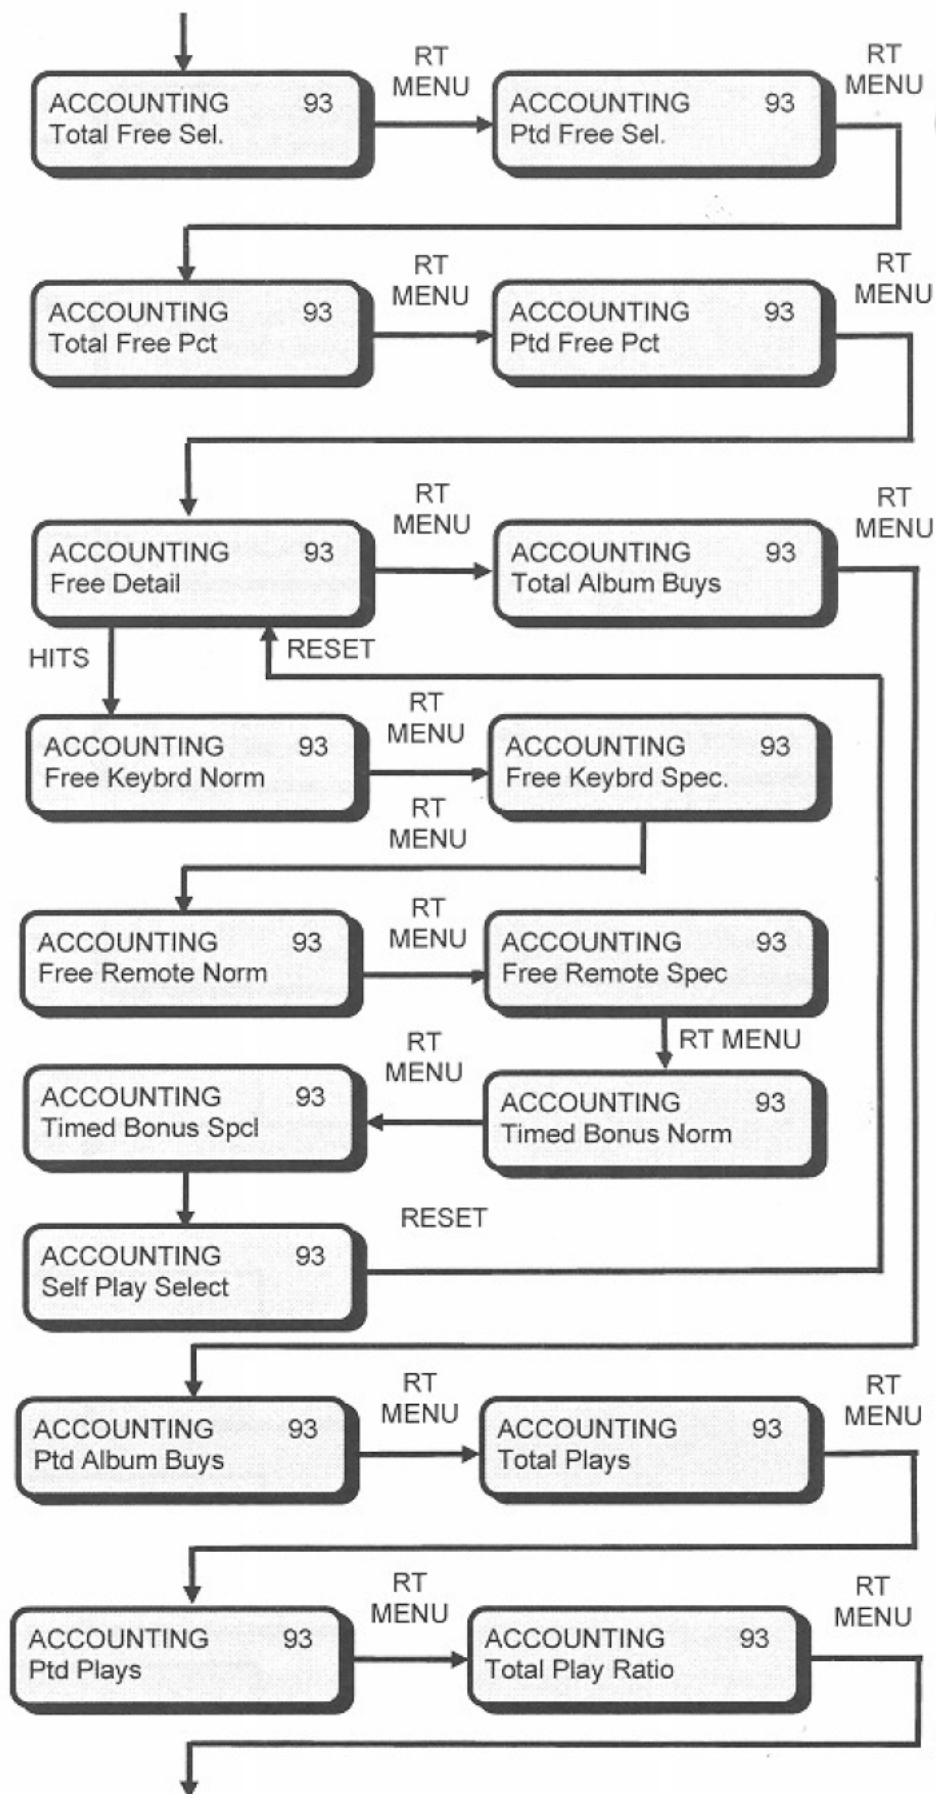 RT
MENU
RT
MENU
ACCOUNTING 93
Total Free Sel.
ACCOUNTING 93
Ptd Free Sel.
RT
MENU
RT
MENU
ACCOUNTING 93
Total Free Pct
ACCOUNTING 93
Ptd Free Pct
RT
MENU
RT
MENU
ACCOUNTING 93
Free Detail
ACCOUNTING 93
Total Album Buys
HITS
RESET
RT
MENU
ACCOUNTING 93
Free Keybrd Norm
ACCOUNTING 93
Free Keybrd Spec.
RT
MENU
RT
MENU
ACCOUNTING 93
Free Remote Norm
ACCOUNTING 93
Free Remote Spec
RT MENU
RT
MENU
ACCOUNTING 93
Timed Bonus Spcl
ACCOUNTING 93
Timed Bonus Norm
RESET
ACCOUNTING 93
Self Play Select
RT
MENU
RT
MENU
ACCOUNTING 93
Ptd Album Buys
ACCOUNTING 93
Total Plays
RT
MENU
RT
MENU
ACCOUNTING 93
Ptd Plays
ACCOUNTING 93
Total Play Ratio